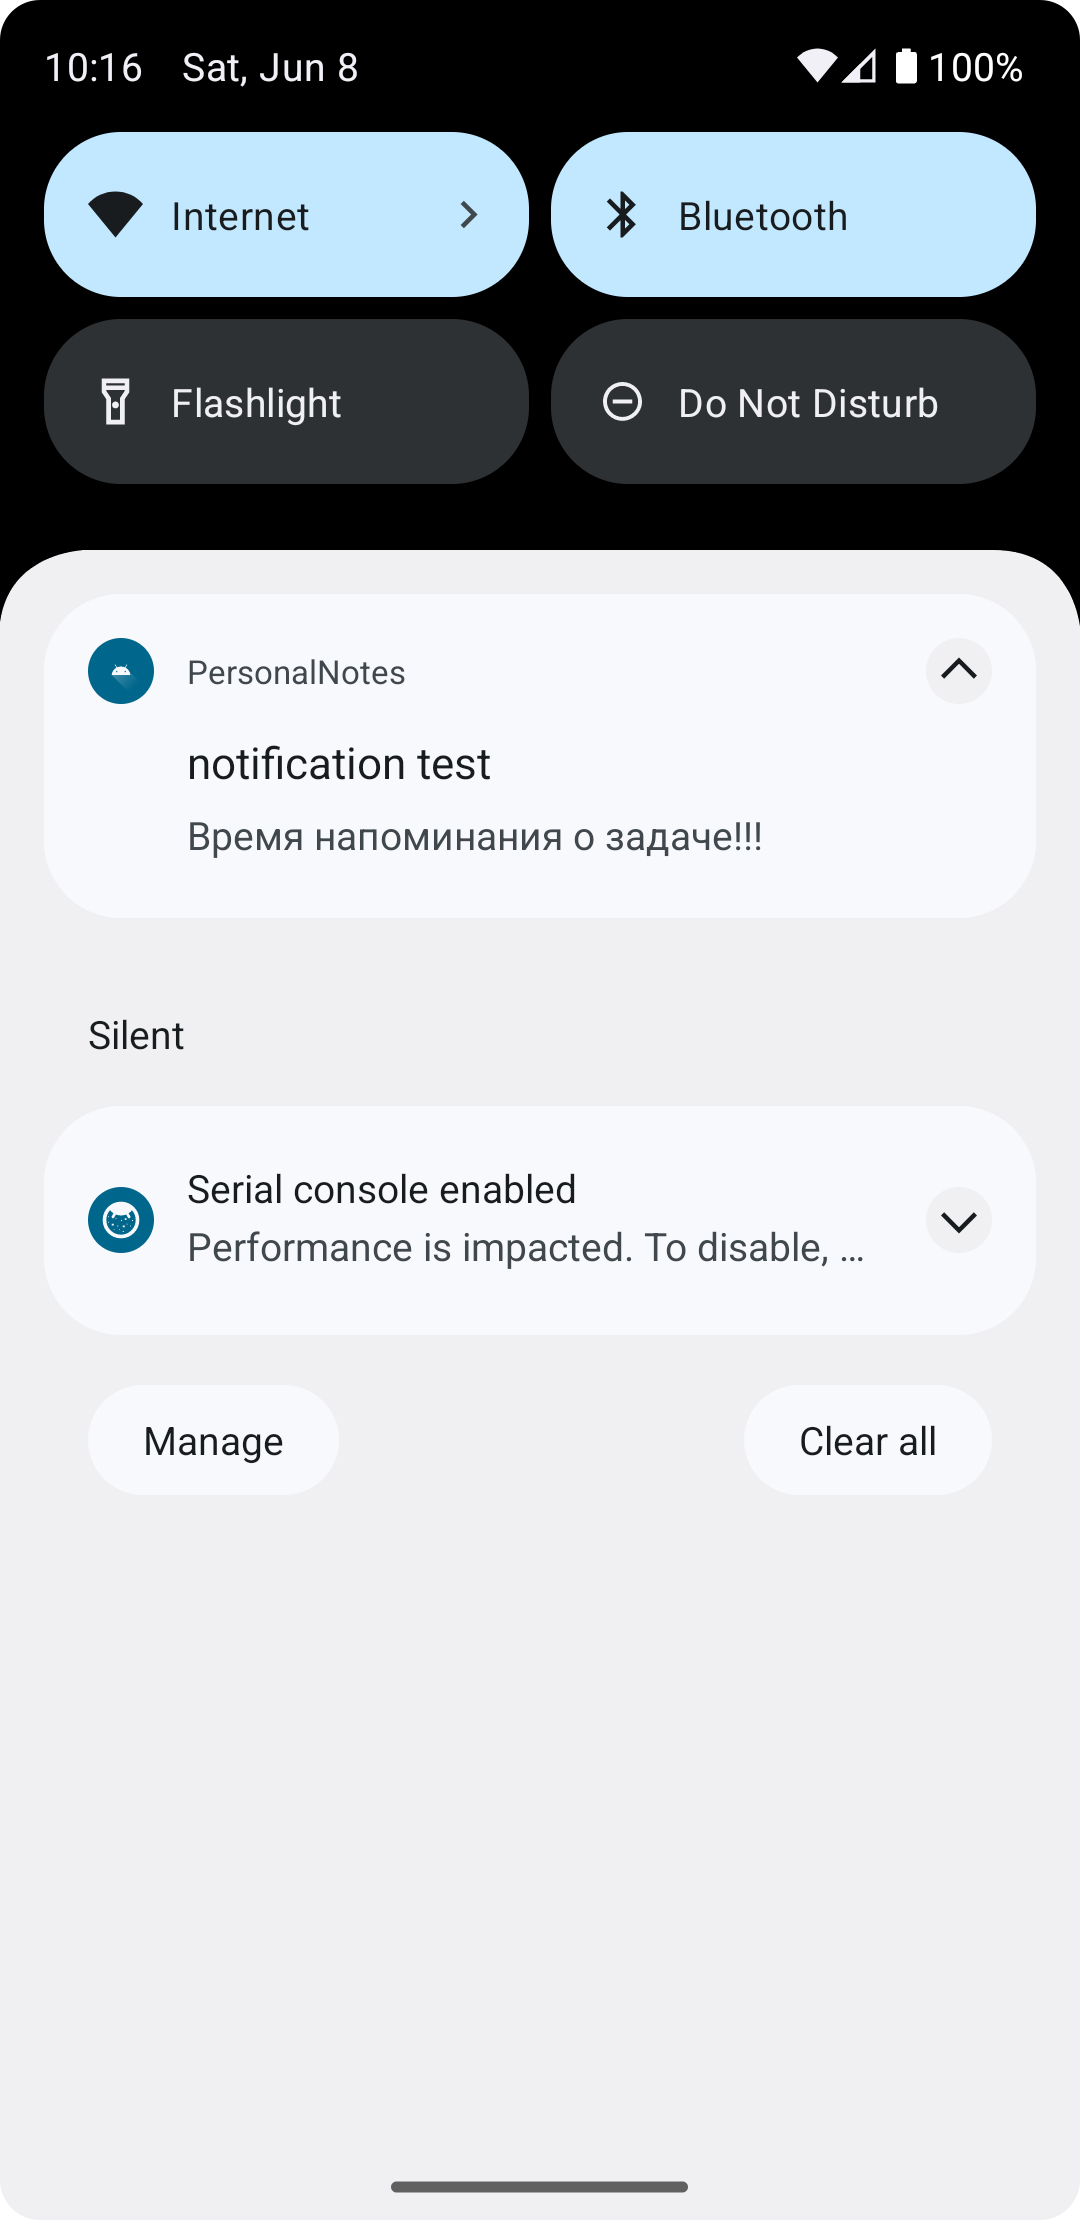 10:16 Sat, Jun 8 100%
Internet Bluetooth
Flashlight Do Not Disturb
PersonalNotes
notification test
Время напоминания о задаче!!!
Silent
Serial console enabled
Performance is impacted. To disable, …
Manage Clear all